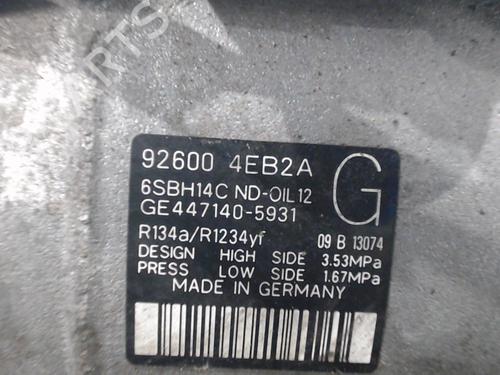 PARTS
92600 4EB2A
G
6SBH14C ND-OIL12
GE447140-5931
R134a/R1234yf 09 B 13074
DESIGN HIGH SIDE 3.53MPa
PRESS LOW SIDE 1.67MPa
MADE IN GERMANY